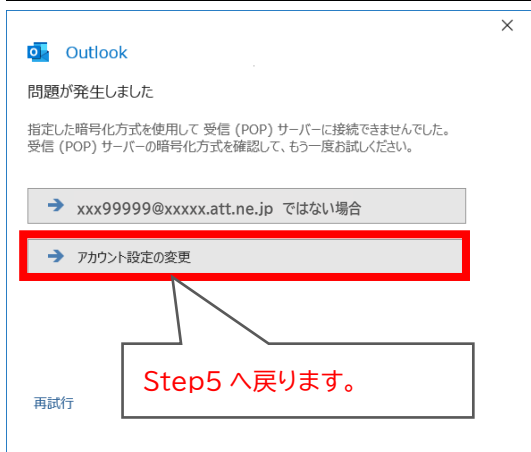 Outlook
問題が発生しました
指定した暗号化方式を使用して 受信 (POP) サーバーに接続できませんでした。
受信 (POP) サーバーの暗号化方式を確認して、もう一度お試しください。
xxx99999@xxxxx.att.ne.jp ではない場合
アカウント設定の変更
Step5 へ戻ります。
再試行